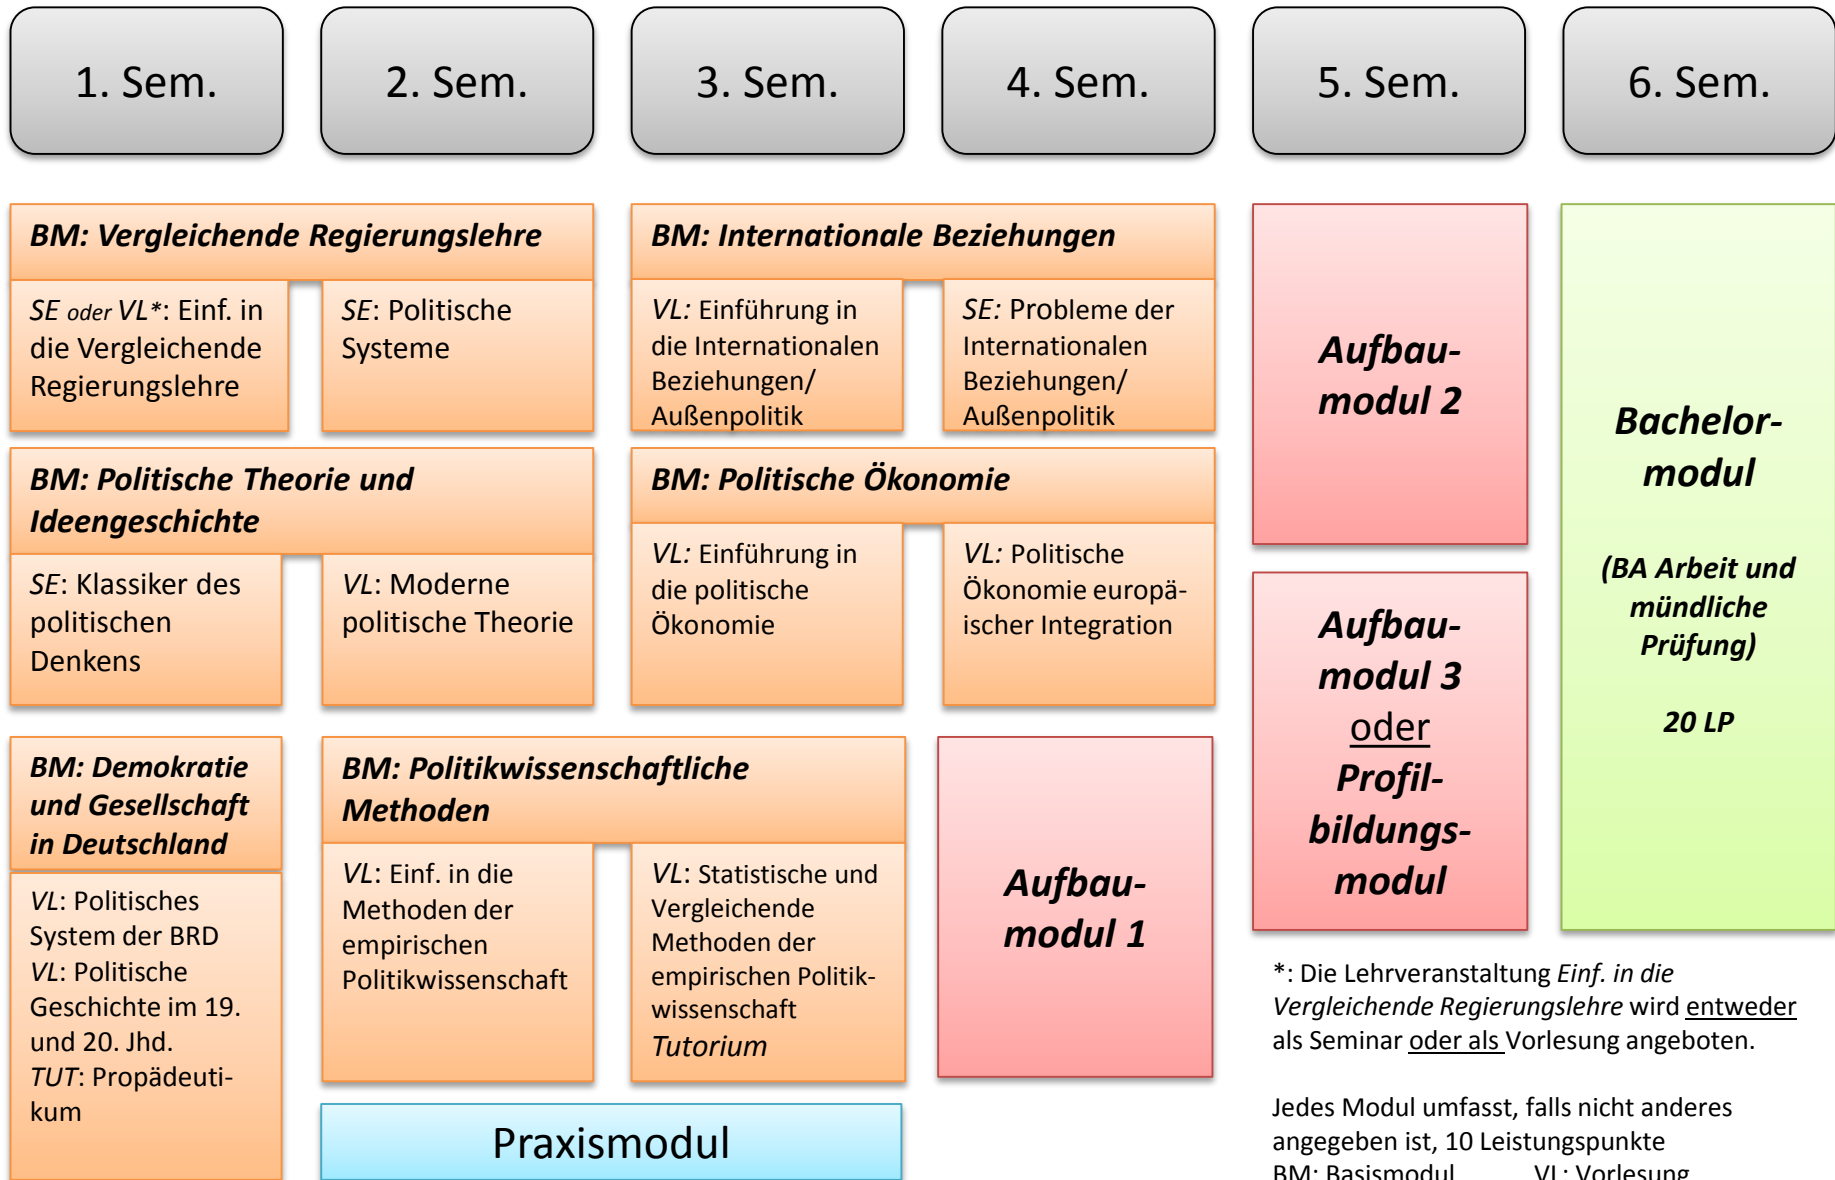 1. Sem.
2. Sem.
3. Sem.
4. Sem.
5. Sem.
6. Sem.
BM: Vergleichende Regierungslehre
SE oder VL*: Einf. in
die Vergleichende
Regierungslehre
SE: Politische
Systeme
BM: Internationale Beziehungen
VL: Einführung in
die Internationalen
Beziehungen/
Außenpolitik
SE: Probleme der
Internationalen
Beziehungen/
Außenpolitik
BM: Politische Theorie und
Ideengeschichte
SE: Klassiker des
politischen
Denkens
VL: Moderne
politische Theorie
BM: Politische Ökonomie
VL: Einführung in
die politische
Ökonomie
VL: Politische
Ökonomie europä-
ischer Integration
BM: Demokratie
und Gesellschaft
in Deutschland
VL: Politisches
System der BRD
VL: Politische
Geschichte im 19.
und 20. Jhd.
TUT: Propädeuti-
kum
BM: Politikwissenschaftliche
Methoden
VL: Einf. in die
Methoden der
empirischen
Politikwissenschaft
VL: Statistische und
Vergleichende
Methoden der
empirischen Politik-
wissenschaft
Tutorium
Praxismodul
Aufbau-
modul 1
Aufbau-
modul 2
Aufbau-
modul 3
oder
Profil-
bildungs-
modul
Bachelor-
modul
(BA Arbeit und
mündliche
Prüfung)
20 LP
*: Die Lehrveranstaltung Einf. in die
Vergleichende Regierungslehre wird entweder
als Seminar oder als Vorlesung angeboten.
Jedes Modul umfasst, falls nicht anderes
angegeben ist, 10 Leistungspunkte
BM: Basismodul VL: Vorlesung